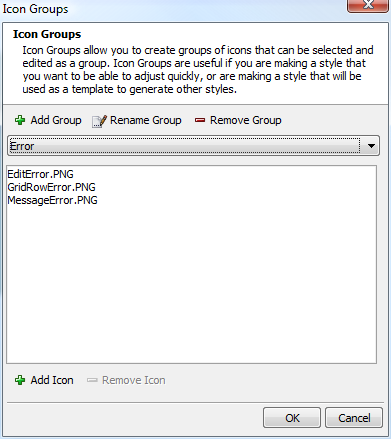 Icon Groups
Icon Groups
Icon Groups allow you to create groups of icons that can be selected and
edited as a group. Icon Groups are useful if you are making a style that
you want to be able to adjust quickly, or are making a style that will be
used as a template to generate other styles.
Add Group Rename Group Remove Group
Error
EditError.PNG
GridRowError.PNG
MessageError.PNG
Add Icon Remove Icon
OK Cancel